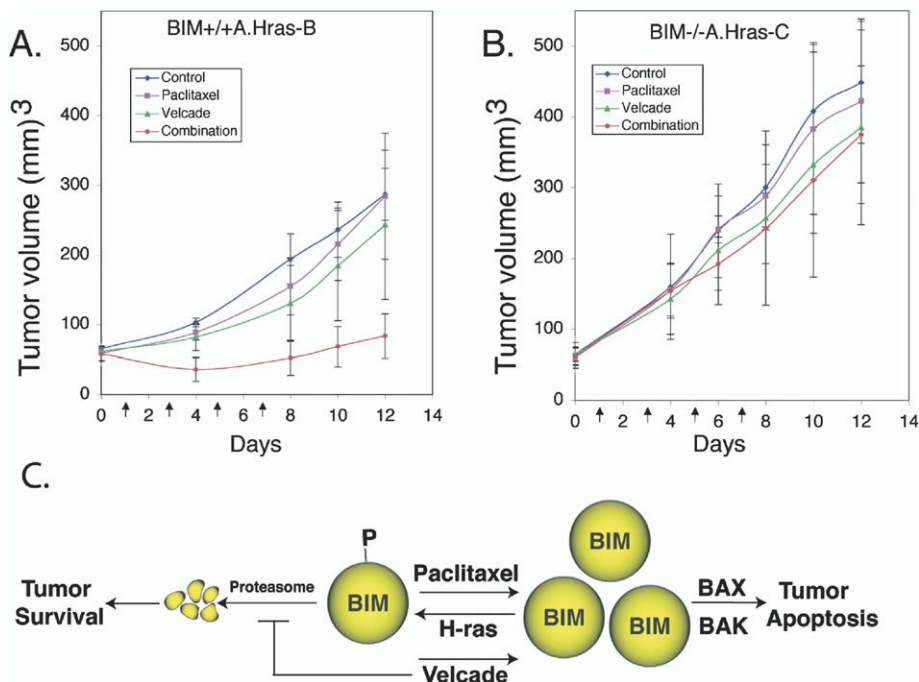 A.
BIM+/+A.Hras-B
Tumor volume (mm)3
500
400
300
200
100
0
Control
Paclitaxel
Velcade
Combination
0 2 4 6 8 10 12 14
Days
B.
BIM-/-A.Hras-C
Tumor volume (mm)3
500
400
300
200
100
0
Control
Paclitaxel
Velcade
Combination
0 2 4 6 8 10 12 14
Days
C.
Tumor
Survival
Proteasome
P
BIM
Paclitaxel
H-ras
Velcade
BIM
BIM
BIM
BAX
BAK
Tumor
Apoptosis